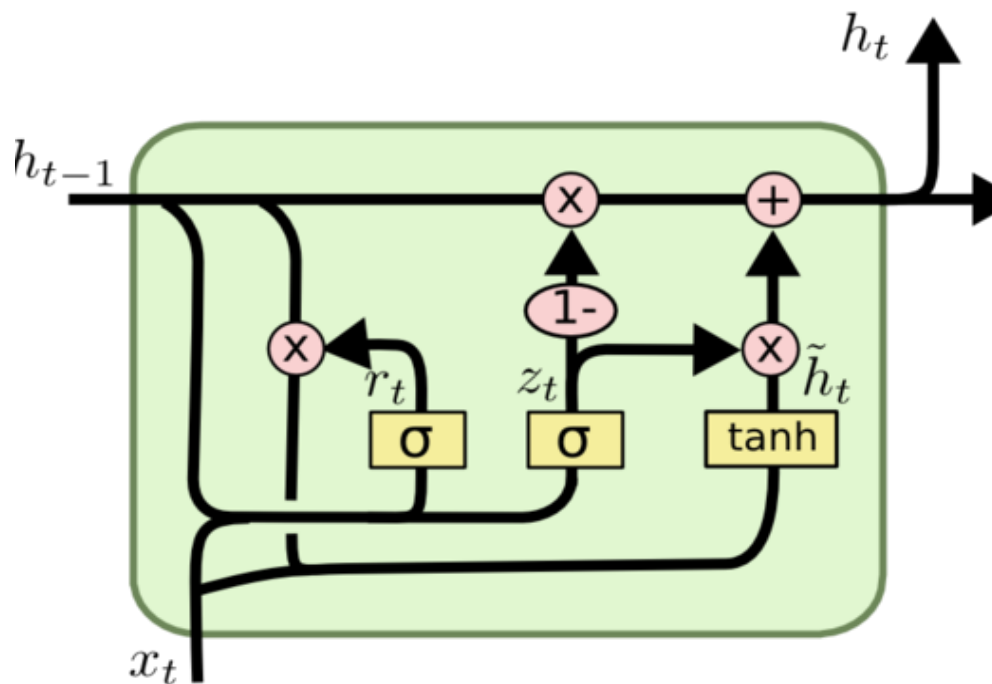 h_t
h_{t-1}
x +
1-
x r_t z_t x h̃_t
σ σ tanh
x_t